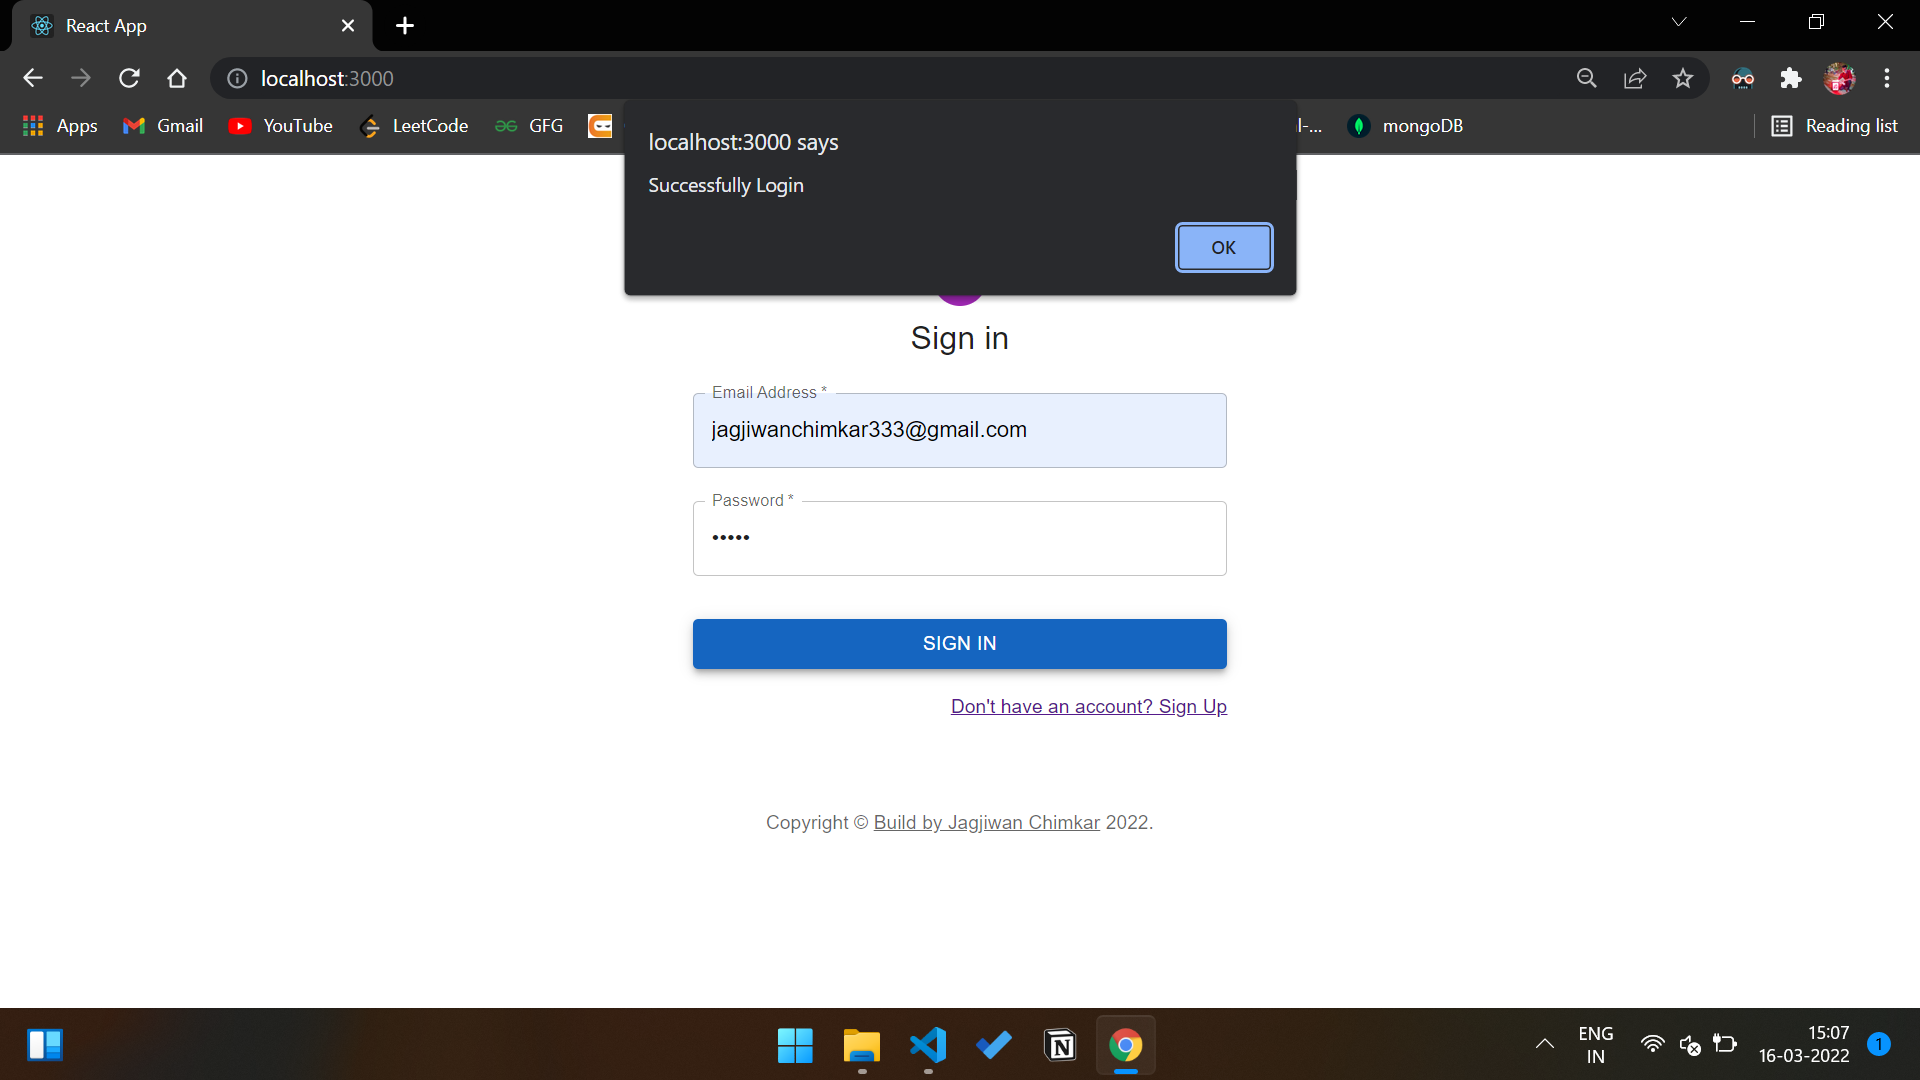 React App
localhost:3000
Apps
Gmail
YouTube
LeetCode
GFG
l-...
mongoDB
Reading list
localhost:3000 says
Successfully Login
OK
Sign in
Email Address *
jagjiwanchimkar333@gmail.com
Password *
•••••
SIGN IN
Don't have an account? Sign Up
Copyright © Build by Jagjiwan Chimkar 2022.
ENG
IN
15:07
16-03-2022
1